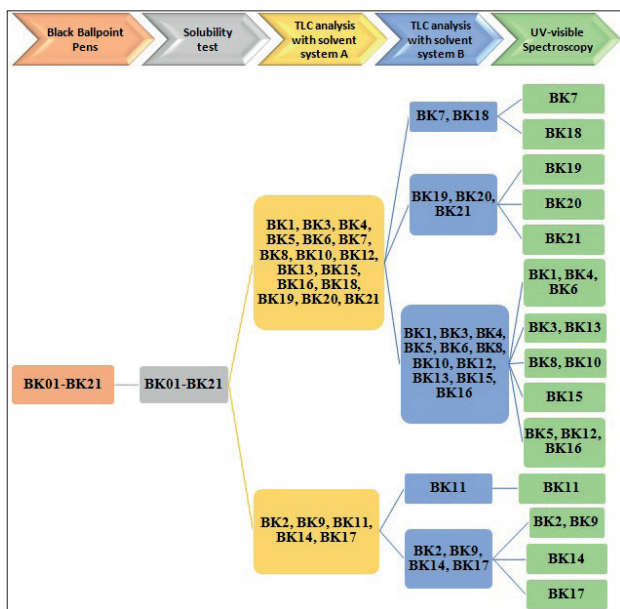 Black Ballpoint
Pens
Solubility
test
TLC analysis
with solvent
system A
TLC analysis
with solvent
system B
UV-visible
Spectroscopy
BK01-BK21
BK01-BK21
BK1, BK3, BK4,
BK5, BK6, BK7,
BK8, BK10, BK12,
BK13, BK15,
BK16, BK18,
BK19, BK20, BK21
BK2, BK9, BK11,
BK14, BK17
BK7, BK18
BK19, BK20,
BK21
BK1, BK3, BK4,
BK5, BK6, BK8,
BK10, BK12,
BK13, BK15,
BK16
BK11
BK2, BK9,
BK14, BK17
BK7
BK18
BK19
BK20
BK21
BK1, BK4,
BK6
BK3, BK13
BK8, BK10
BK15
BK5, BK12,
BK16
BK11
BK2, BK9
BK14
BK17